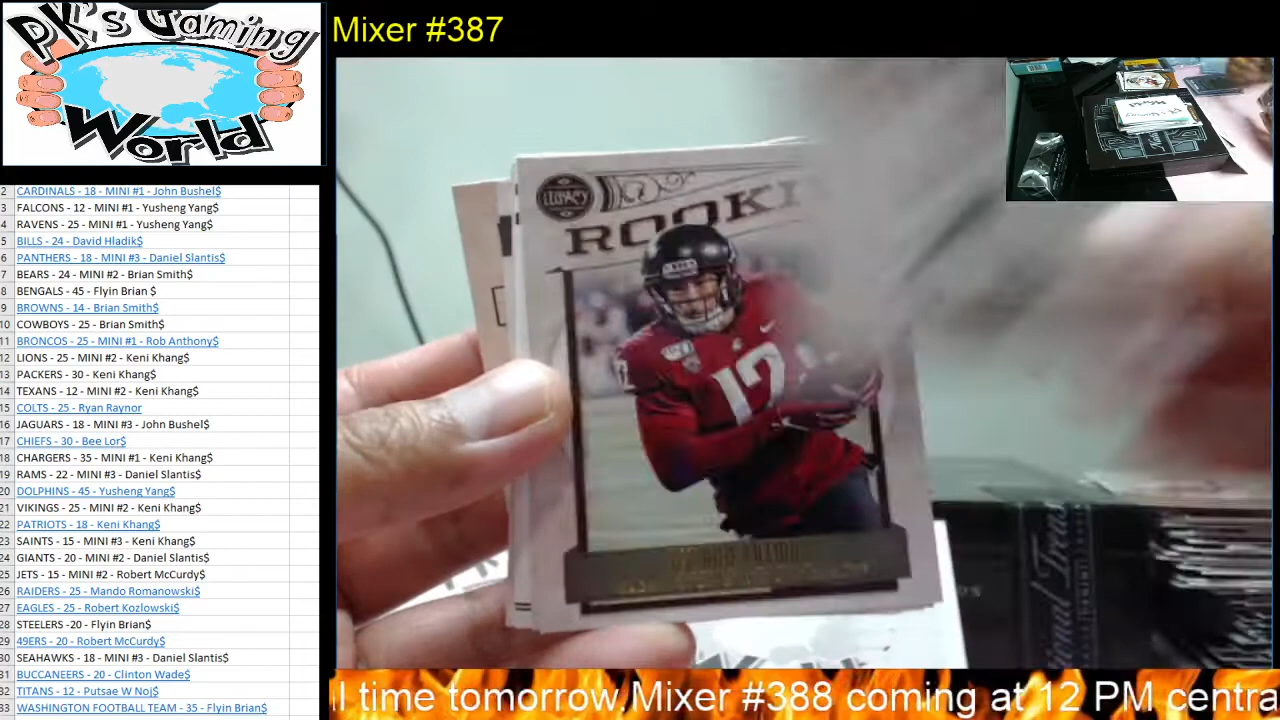 PK's Gaming
World
Mixer #387
2 CARDINALS - 18 - MINI #1 - John Bushel$
3 FALCONS - 12 - MINI #1 - Yusheng Yang$
4 RAVENS - 25 - MINI #1 - Yusheng Yang$
5 BILLS - 24 - David Hladik$
6 PANTHERS - 18 - MINI #3 - Daniel Slantis$
7 BEARS - 24 - MINI #2 - Brian Smith$
8 BENGALS - 45 - Flyin Brian $
9 BROWNS - 14 - Brian Smith$
10 COWBOYS - 25 - Brian Smith$
11 BRONCOS - 25 - MINI #1 - Rob Anthony$
12 LIONS - 25 - MINI #2 - Keni Khang$
13 PACKERS - 30 - Keni Khang$
14 TEXANS - 12 - MINI #2 - Keni Khang$
15 COLTS - 25 - Ryan Raynor
16 JAGUARS - 18 - MINI #3 - John Bushel$
17 CHIEFS - 30 - Bee Lor$
18 CHARGERS - 35 - MINI #1 - Keni Khang$
19 RAMS - 22 - MINI #3 - Daniel Slantis$
20 DOLPHINS - 45 - Yusheng Yang$
21 VIKINGS - 25 - MINI #2 - Keni Khang$
22 PATRIOTS - 18 - Keni Khang$
23 SAINTS - 15 - MINI #3 - Keni Khang$
24 GIANTS - 20 - MINI #2 - Daniel Slantis$
25 JETS - 15 - MINI #2 - Robert McCurdy$
26 RAIDERS - 25 - Mando Romanowski$
27 EAGLES - 25 - Robert Kozlowski$
28 STEELERS -20 - Flyin Brian$
29 49ERS - 20 - Robert McCurdy$
30 SEAHAWKS - 18 - MINI #3 - Daniel Slantis$
31 BUCCANEERS - 20 - Clinton Wade$
32 TITANS - 12 - Putsae W Noj$
33 WASHINGTON FOOTBALL TEAM - 35 - Flyin Brian$
LEGACY
ROOKI
12
l time tomorrow.Mixer #388 coming at 12 PM centra